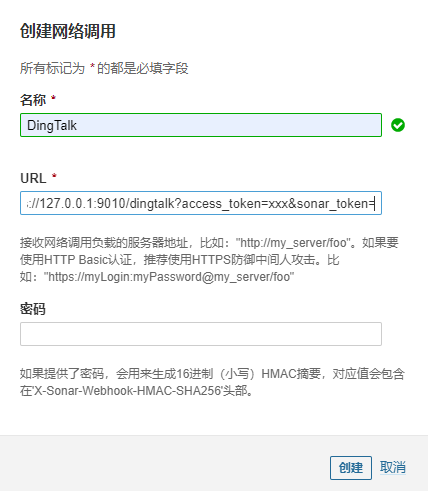 创建网络调用
所有标记为 *的都是必填字段
名称 *
DingTalk
URL *
://127.0.0.1:9010/dingtalk?access_token=xxx&sonar_token=
接收网络调用负载的服务器地址，比如："http://my_server/foo"。如果要
使用HTTP Basic认证，推荐使用HTTPS防御中间人攻击。比
如："https://myLogin:myPassword@my_server/foo"
密码
如果提供了密码，会用来生成16进制（小写）HMAC摘要，对应值会包含
在'X-Sonar-Webhook-HMAC-SHA256'头部。
创建 取消